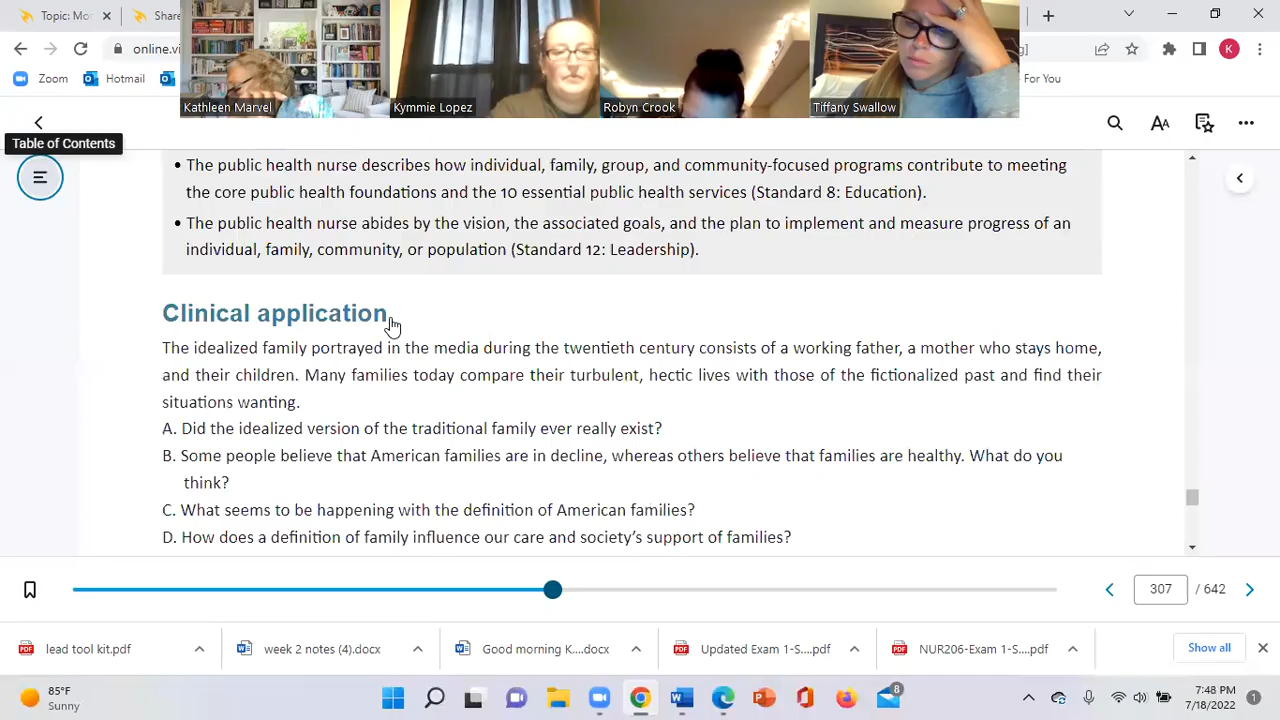 Topic: Mo
Share
online.vi
Zoom
Hotmail
For You
K
Kathleen Marvel
Kymmie Lopez
Robyn Crook
Tiffany Swallow
Table of Contents
• The public health nurse describes how individual, family, group, and community-focused programs contribute to meeting
the core public health foundations and the 10 essential public health services (Standard 8: Education).
• The public health nurse abides by the vision, the associated goals, and the plan to implement and measure progress of an
individual, family, community, or population (Standard 12: Leadership).
Clinical application
The idealized family portrayed in the media during the twentieth century consists of a working father, a mother who stays home,
and their children. Many families today compare their turbulent, hectic lives with those of the fictionalized past and find their
situations wanting.
A. Did the idealized version of the traditional family ever really exist?
B. Some people believe that American families are in decline, whereas others believe that families are healthy. What do you
think?
C. What seems to be happening with the definition of American families?
D. How does a definition of family influence our care and society's support of families?
307 / 642
lead tool kit.pdf
week 2 notes (4).docx
Good morning K....docx
Updated Exam 1-S....pdf
NUR206-Exam 1-S....pdf
Show all
85°F
Sunny
8
7:48 PM
7/18/2022
1